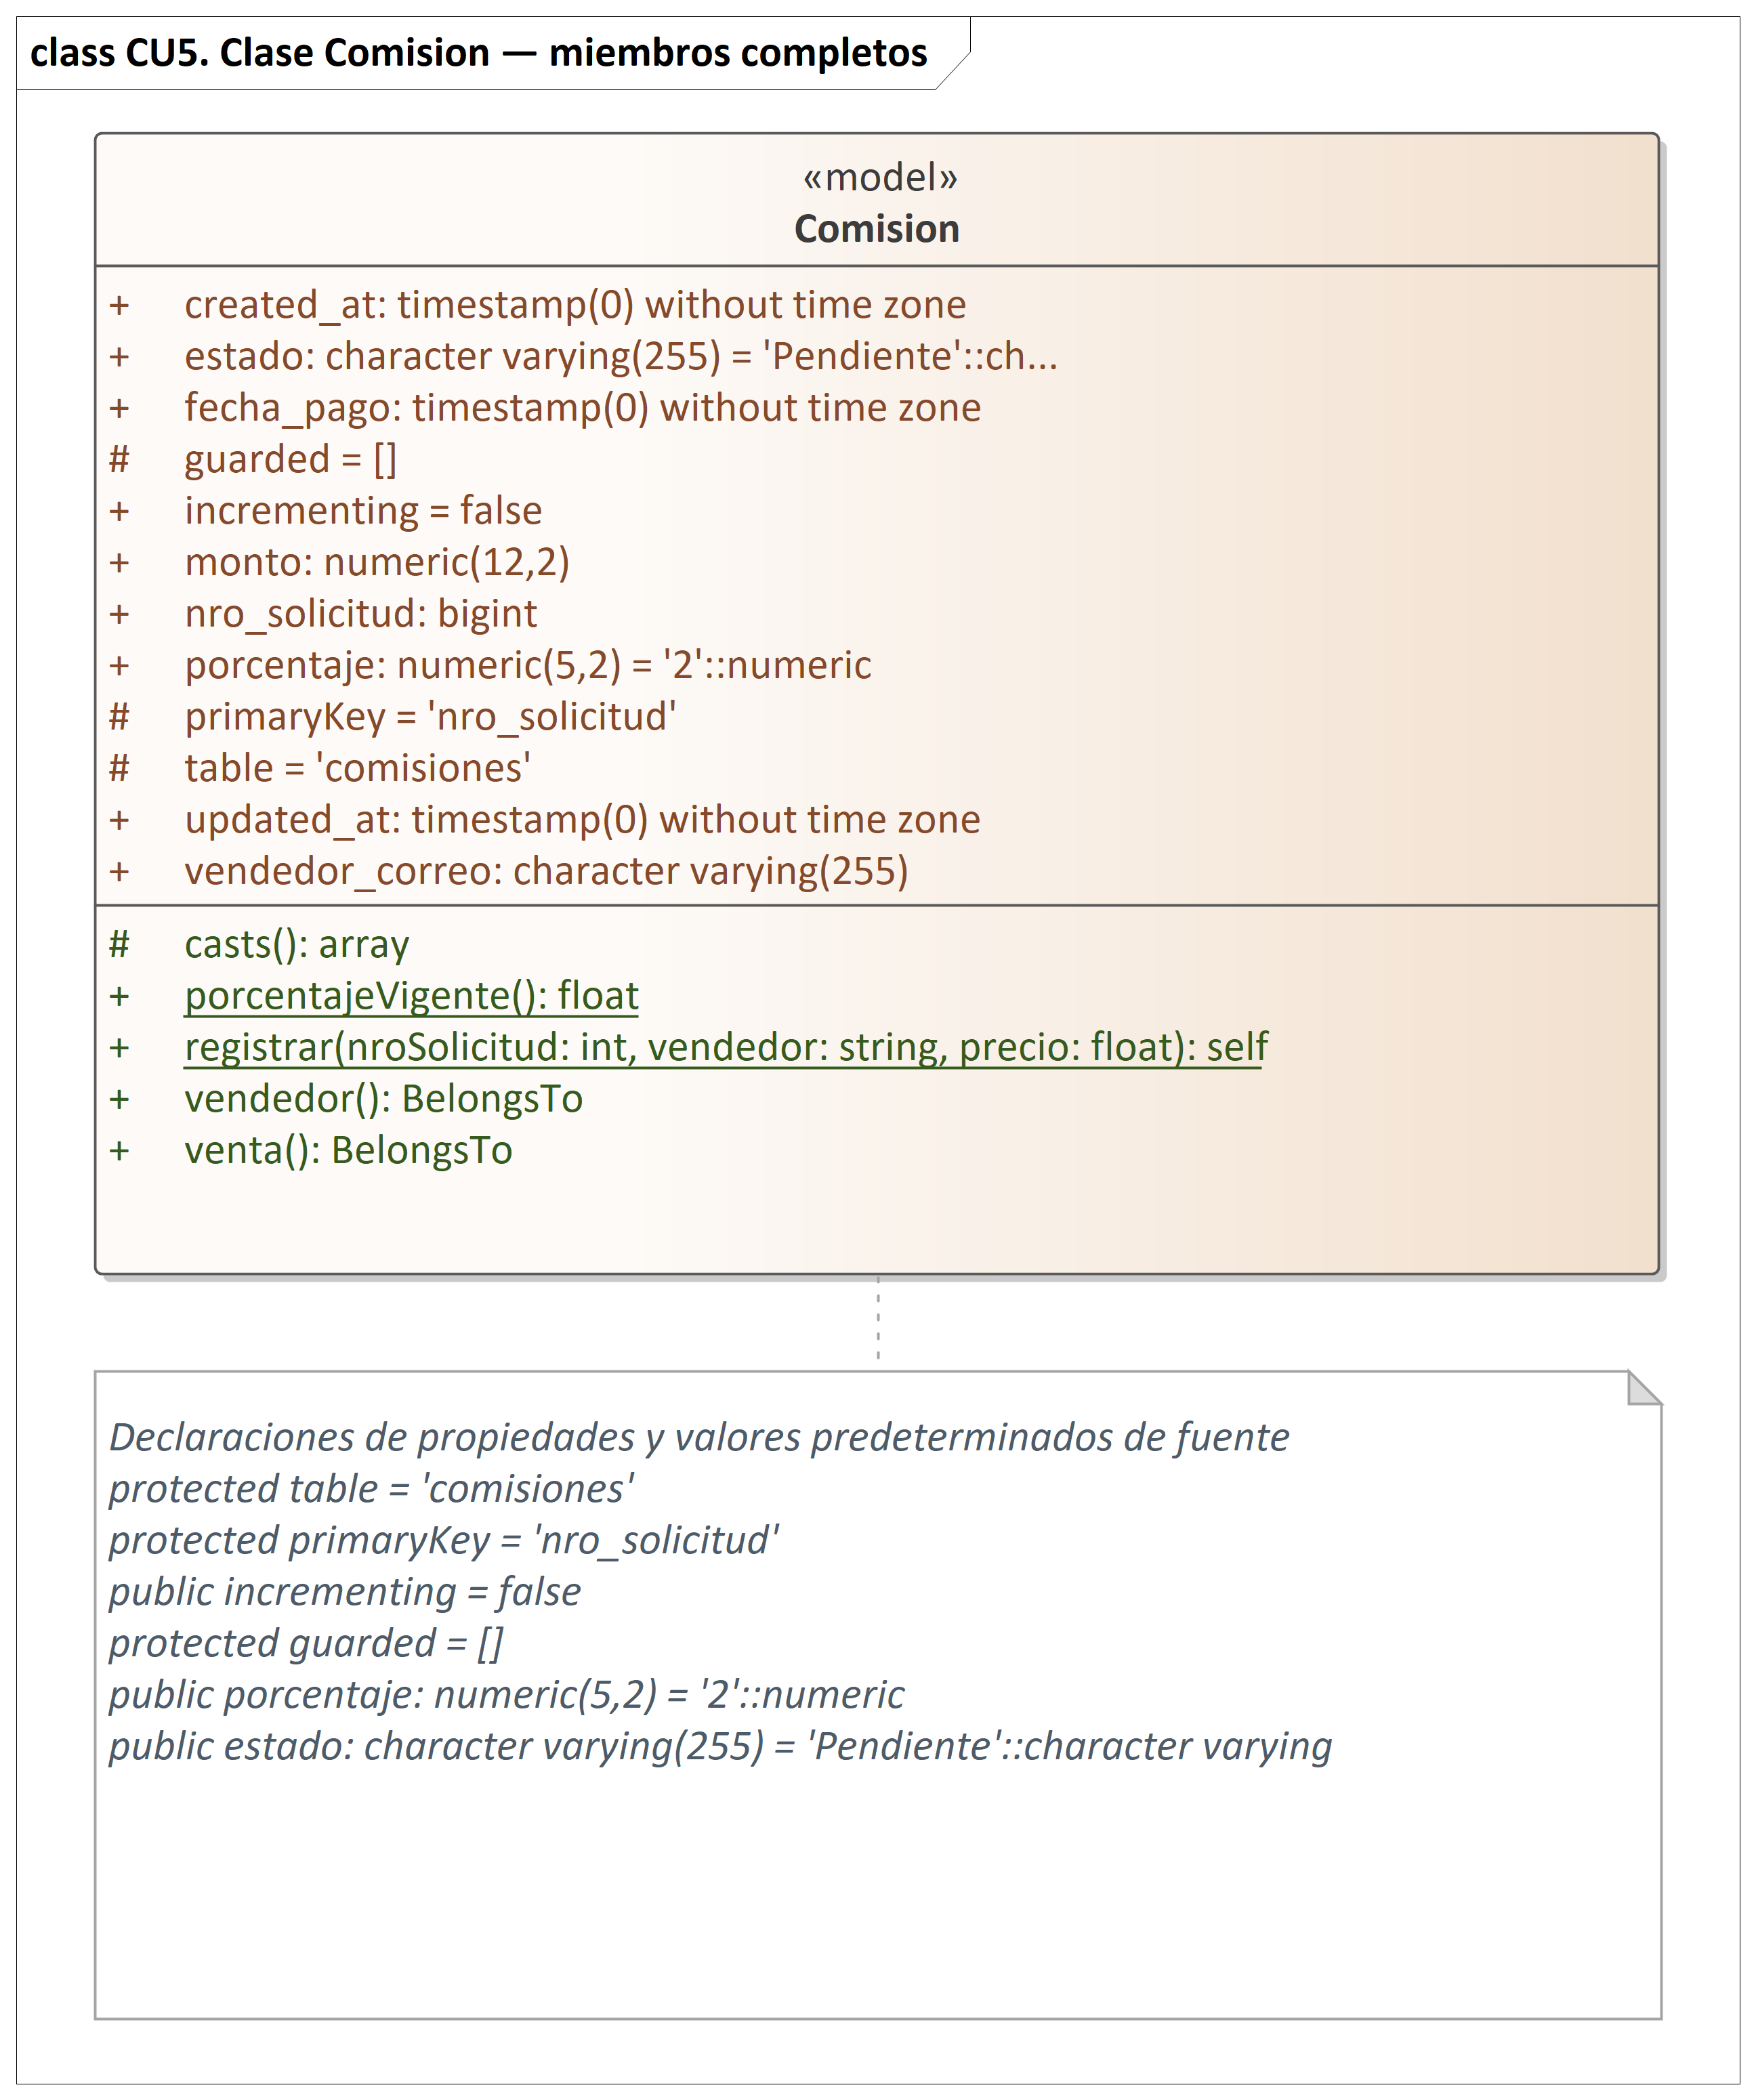 class CU5. Clase Comision — miembros completos
«model»
Comision
+ created_at: timestamp(0) without time zone
+ estado: character varying(255) = 'Pendiente'::ch...
+ fecha_pago: timestamp(0) without time zone
# guarded = []
+ incrementing = false
+ monto: numeric(12,2)
+ nro_solicitud: bigint
+ porcentaje: numeric(5,2) = '2'::numeric
# primaryKey = 'nro_solicitud'
# table = 'comisiones'
+ updated_at: timestamp(0) without time zone
+ vendedor_correo: character varying(255)
# casts(): array
+ porcentajeVigente(): float
+ registrar(nroSolicitud: int, vendedor: string, precio: float): self
+ vendedor(): BelongsTo
+ venta(): BelongsTo
Declaraciones de propiedades y valores predeterminados de fuente
protected table = 'comisiones'
protected primaryKey = 'nro_solicitud'
public incrementing = false
protected guarded = []
public porcentaje: numeric(5,2) = '2'::numeric
public estado: character varying(255) = 'Pendiente'::character varying